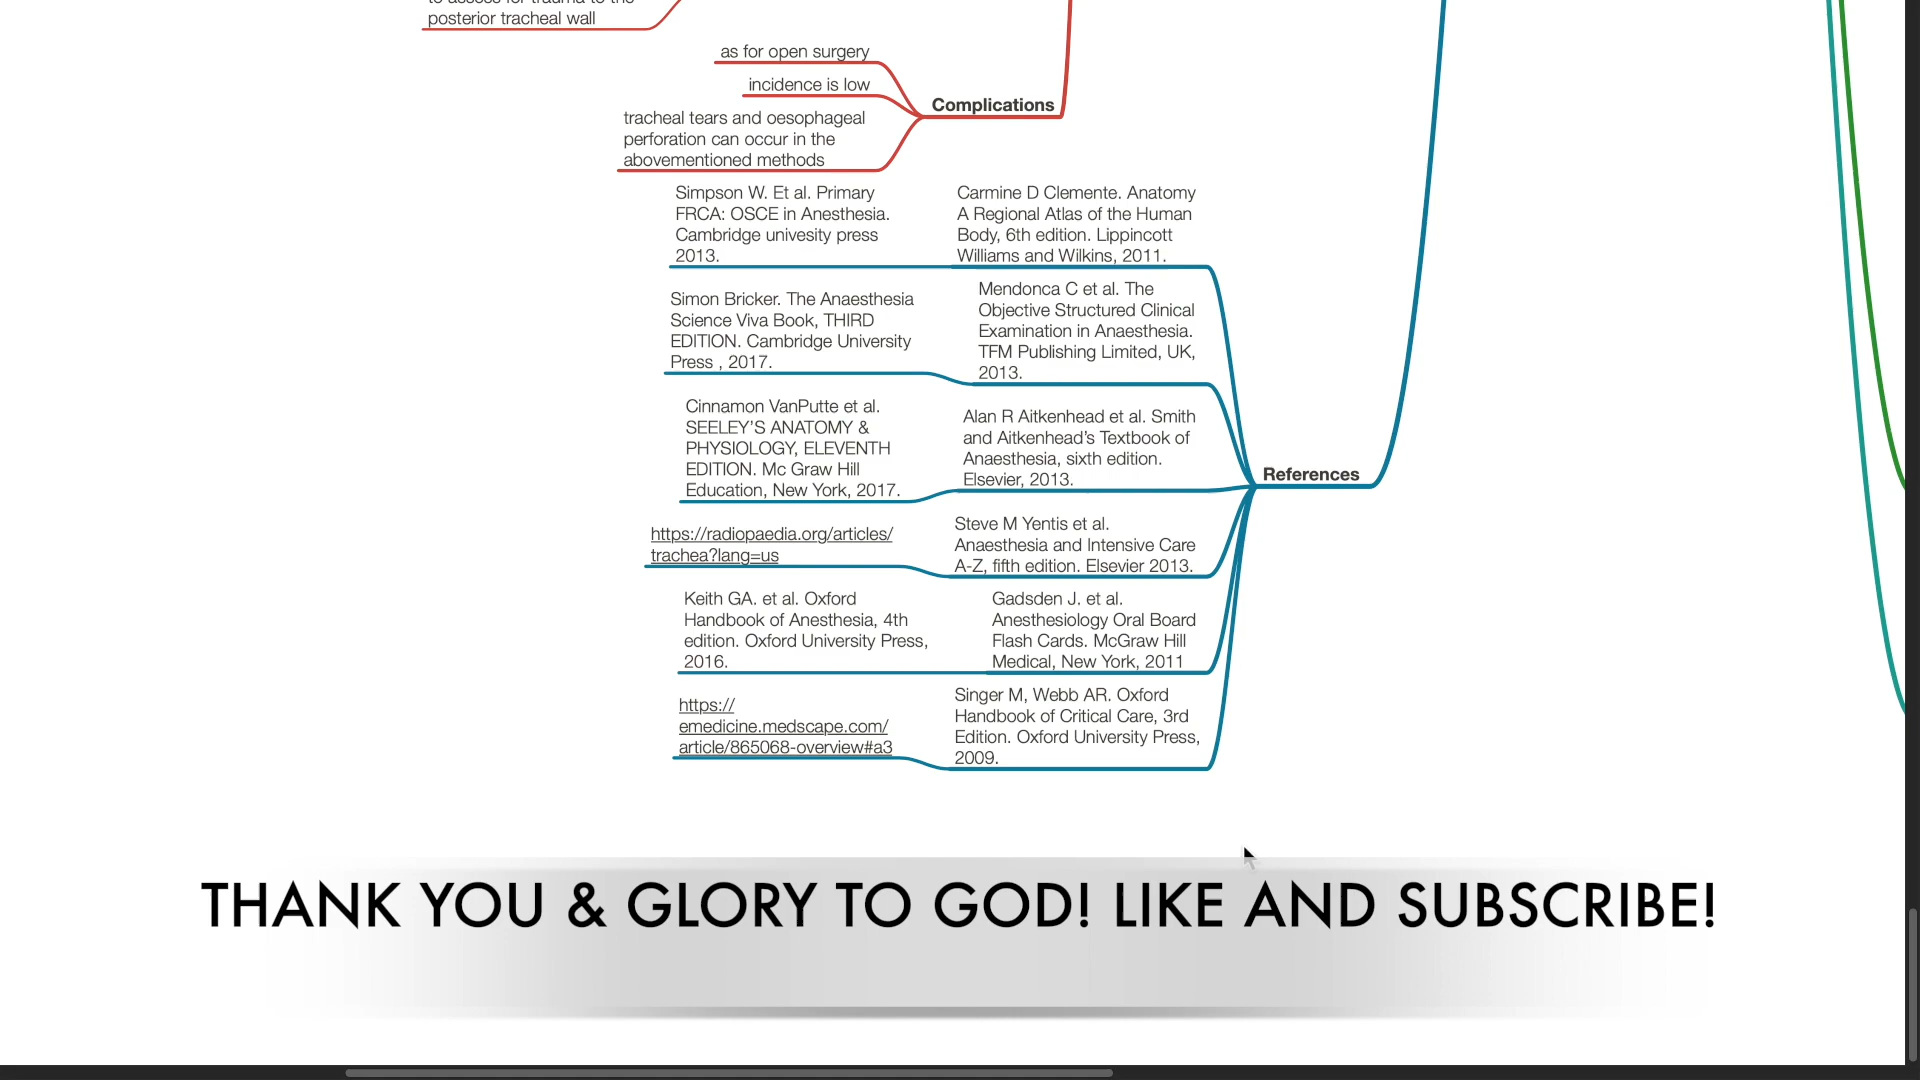 posterior tracheal wall
as for open surgery
incidence is low
Complications
tracheal tears and oesophageal
perforation can occur in the
abovementioned methods
Simpson W. Et al. Primary
FRCA: OSCE in Anesthesia.
Cambridge univesity press
2013.
Carmine D Clemente. Anatomy
A Regional Atlas of the Human
Body, 6th edition. Lippincott
Williams and Wilkins, 2011.
Simon Bricker. The Anaesthesia
Science Viva Book, THIRD
EDITION. Cambridge University
Press , 2017.
Mendonca C et al. The
Objective Structured Clinical
Examination in Anaesthesia.
TFM Publishing Limited, UK,
2013.
Cinnamon VanPutte et al.
SEELEY’S ANATOMY &
PHYSIOLOGY, ELEVENTH
EDITION. Mc Graw Hill
Education, New York, 2017.
Alan R Aitkenhead et al. Smith
and Aitkenhead’s Textbook of
Anaesthesia, sixth edition.
Elsevier, 2013.
References
https://radiopaedia.org/articles/
trachea?lang=us
Steve M Yentis et al.
Anaesthesia and Intensive Care
A-Z, fifth edition. Elsevier 2013.
Keith GA. et al. Oxford
Handbook of Anesthesia, 4th
edition. Oxford University Press,
2016.
Gadsden J. et al.
Anesthesiology Oral Board
Flash Cards. McGraw Hill
Medical, New York, 2011
https://
emedicine.medscape.com/
article/865068-overview#a3
Singer M, Webb AR. Oxford
Handbook of Critical Care, 3rd
Edition. Oxford University Press,
2009.
THANK YOU & GLORY TO GOD! LIKE AND SUBSCRIBE!